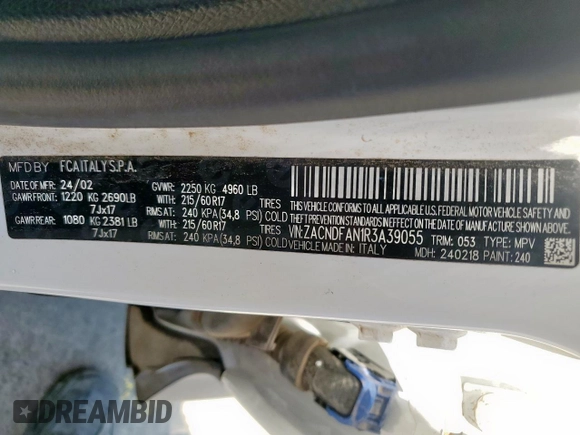 MFD BY FCA ITALY S.P.A.
DATE OF MFR: 24/02 GVWR: 2250 KG 4960 LB
GAWR FRONT: 1220 KG 2690LB TIRES 215/60R17
7Jx17 RIMS AT: 240 KPA (34,8 PSI) COLD
GAWR REAR: 1080 KG 2381 LB TIRES 215/60R17
7Jx17 RIMS AT: 240 KPA (34,8 PSI) COLD
THIS VEHICLE CONFORMS TO ALL
APPLICABLE FEDERAL MOTOR VEHICLE SAFETY,
BUMPER, AND THEFT PREVENTION
STANDARDS IN EFFECT ON THE DATE OF
MANUFACTURE SHOWN ABOVE
VIN: ZACNDFAN1R3A39055 TRIM: 053 TYPE: MPV
VEHICLE MADE IN: ITALY MDH: 240218 PAINT: 240
DREAMBID